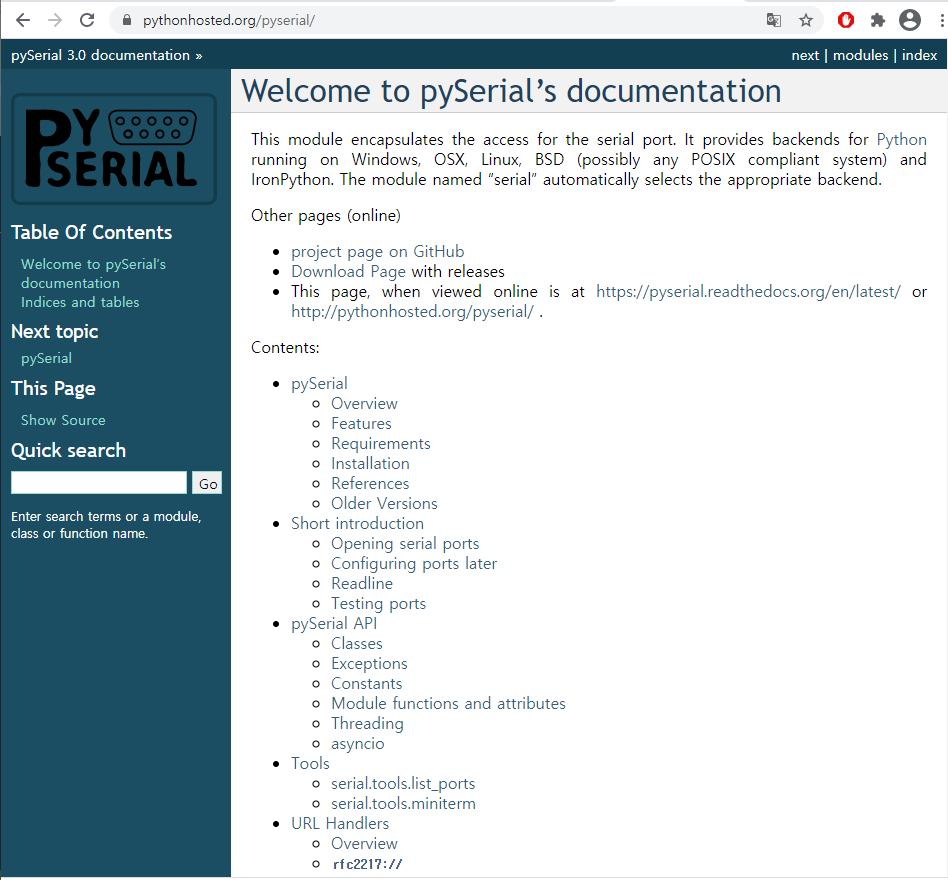 pythonhosted.org/pyserial/
pySerial 3.0 documentation »
next | modules | index
PY
SERIAL
Table Of Contents
Welcome to pySerial’s
documentation
Indices and tables
Next topic
pySerial
This Page
Show Source
Quick search
Go
Enter search terms or a module,
class or function name.
Welcome to pySerial’s documentation
This module encapsulates the access for the serial port. It provides backends for Python
running on Windows, OSX, Linux, BSD (possibly any POSIX compliant system) and
IronPython. The module named “serial” automatically selects the appropriate backend.
Other pages (online)
• project page on GitHub
• Download Page with releases
• This page, when viewed online is at https://pyserial.readthedocs.org/en/latest/ or
http://pythonhosted.org/pyserial/ .
Contents:
• pySerial
◦ Overview
◦ Features
◦ Requirements
◦ Installation
◦ References
◦ Older Versions
• Short introduction
◦ Opening serial ports
◦ Configuring ports later
◦ Readline
◦ Testing ports
• pySerial API
◦ Classes
◦ Exceptions
◦ Constants
◦ Module functions and attributes
◦ Threading
◦ asyncio
• Tools
◦ serial.tools.list_ports
◦ serial.tools.miniterm
• URL Handlers
◦ Overview
◦ rfc2217://